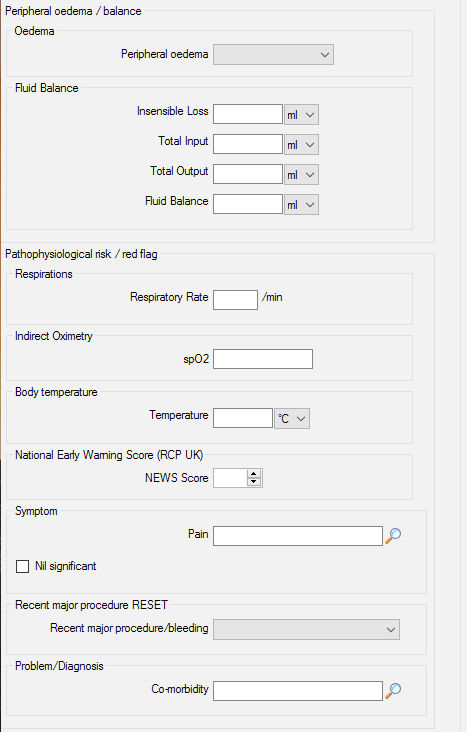 Peripheral oedema / balance
Oedema
Peripheral oedema
Fluid Balance
Insensible Loss ml
Total Input ml
Total Output ml
Fluid Balance ml
Pathophysiological risk / red flag
Respirations
Respiratory Rate /min
Indirect Oximetry
spO2
Body temperature
Temperature °C
National Early Warning Score (RCP UK)
NEWS Score
Symptom
Pain
Nil significant
Recent major procedure RESET
Recent major procedure/bleeding
Problem/Diagnosis
Co-morbidity